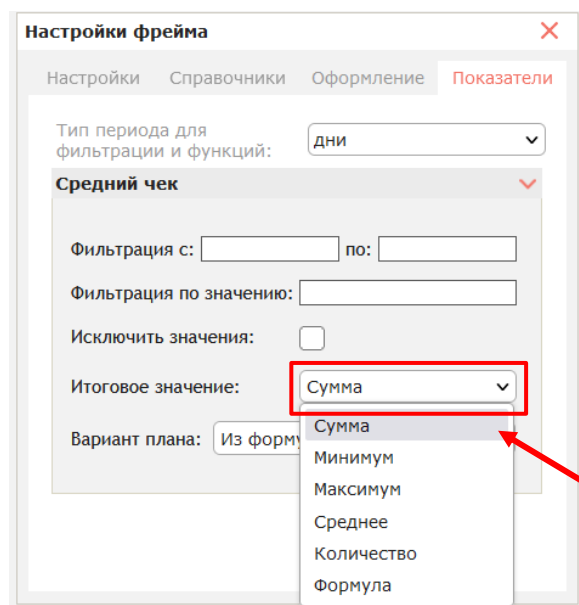 Настройки фрейма
Настройки Справочники Оформление Показатели
Тип периода для
фильтрации и функций: дни
Средний чек
Фильтрация с: по:
Фильтрация по значению:
Исключить значения:
Итоговое значение: Сумма
Сумма
Вариант плана: Из форму
Минимум
Максимум
Среднее
Количество
Формула